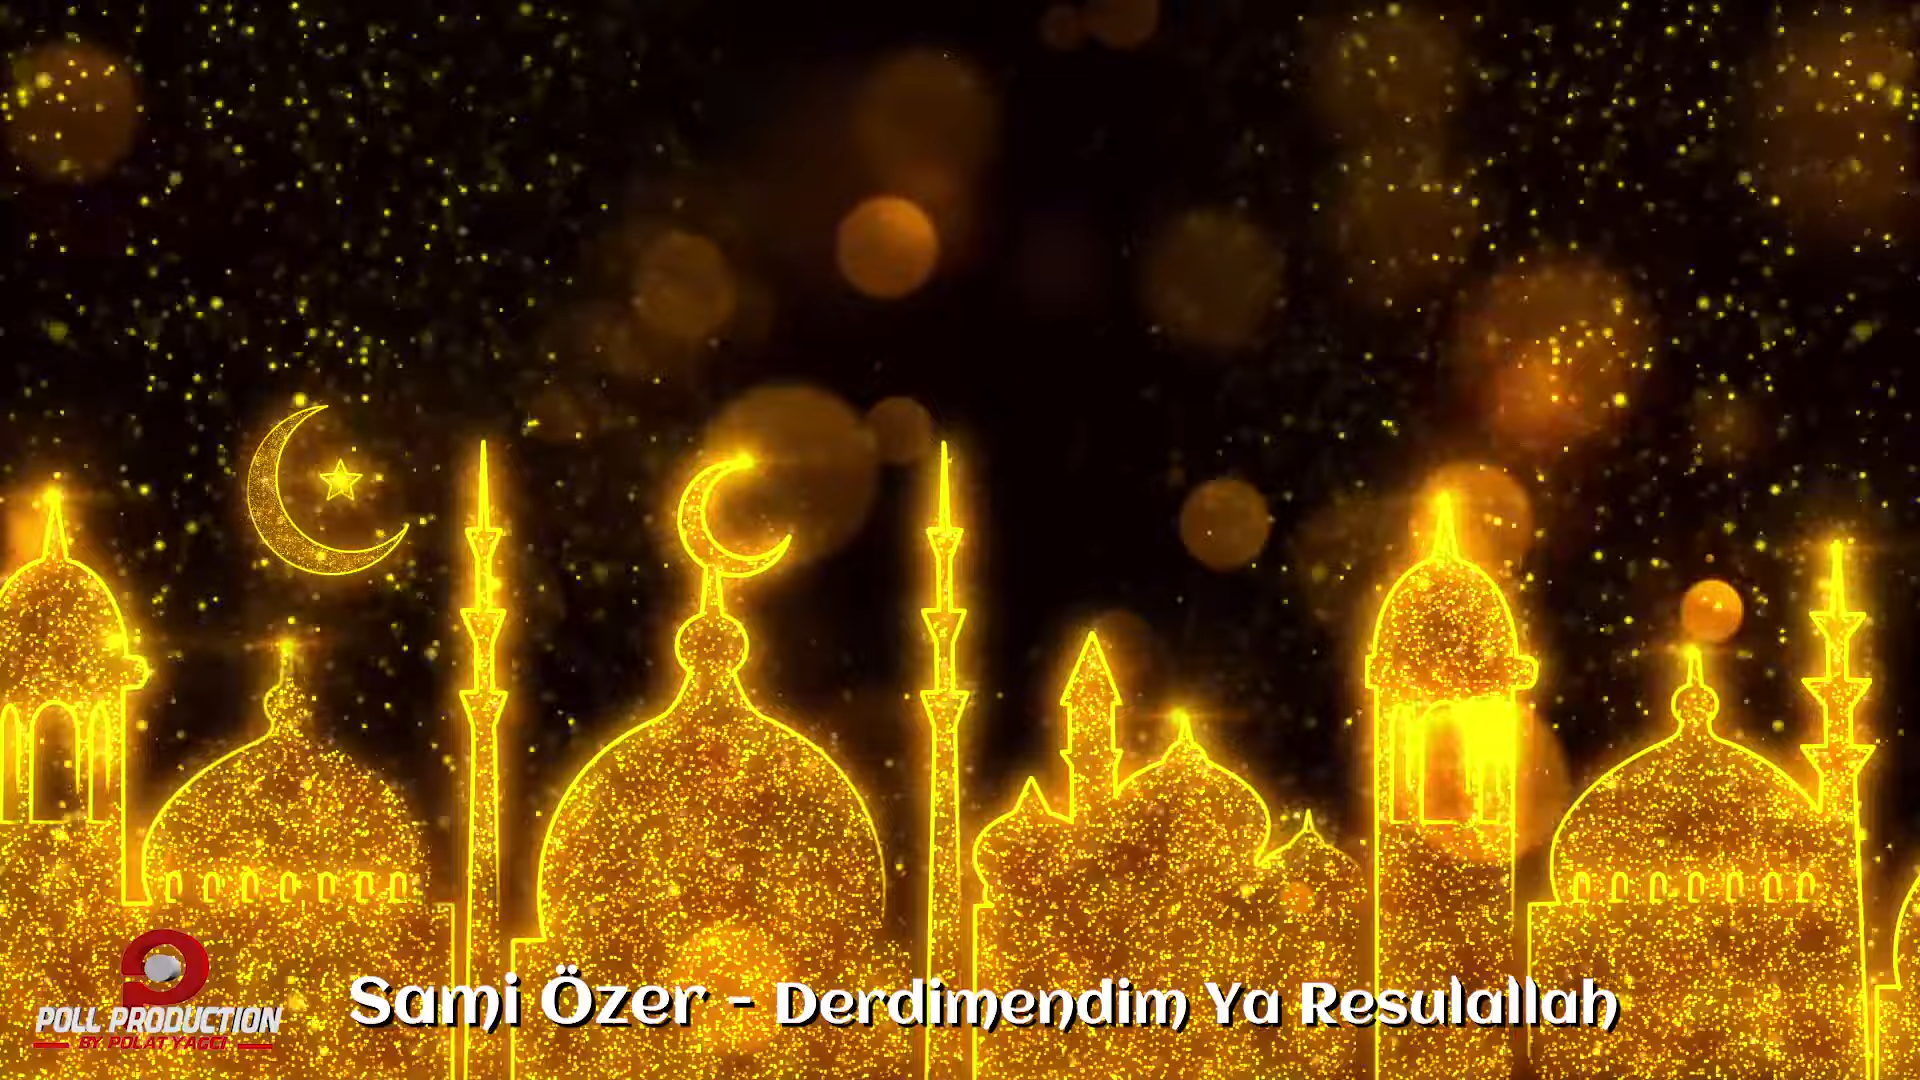 Sami Özer - Derdimendim Ya Resulallah
POLL PRODUCTION
BY POLAT YAGCI